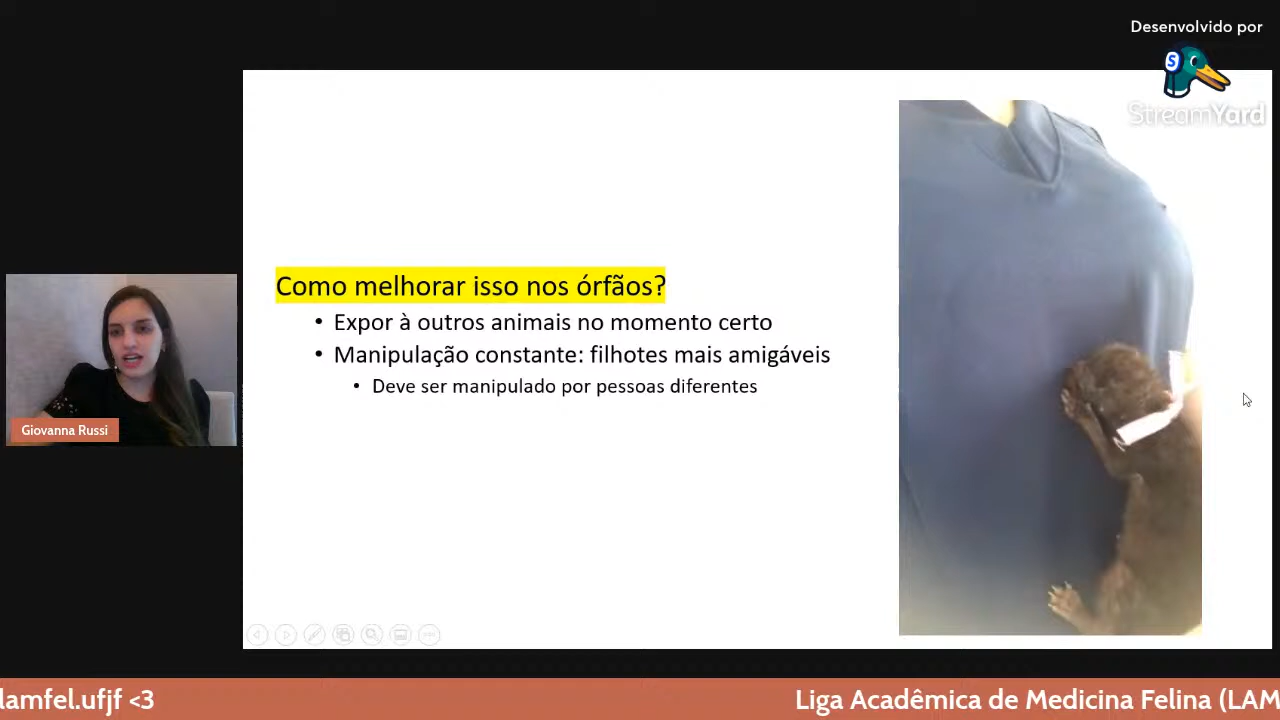 Desenvolvido por
S
StreamYard
Como melhorar isso nos órfãos?
• Expor à outros animais no momento certo
• Manipulação constante: filhotes mais amigáveis
• Deve ser manipulado por pessoas diferentes
Giovanna Russi
lamfel.ufjf <3
Liga Acadêmica de Medicina Felina (LAM